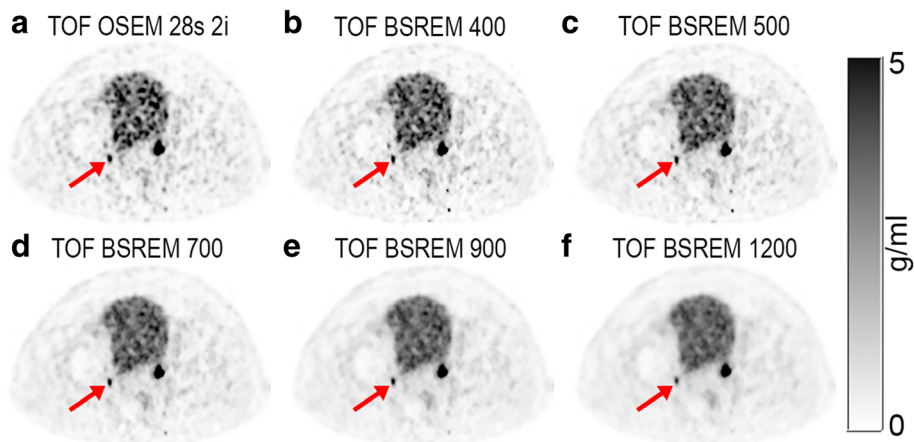 a TOF OSEM 28s 2i
b TOF BSREM 400
c TOF BSREM 500
d TOF BSREM 700
e TOF BSREM 900
f TOF BSREM 1200
5
g/ml
0